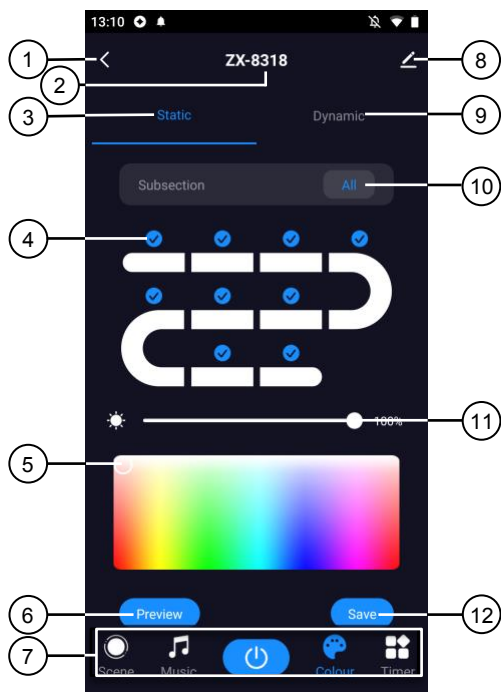 13:10
1
ZX-8318
8
2
3
Static
Dynamic
9
Subsection
All
10
4
100%
11
5
6
Preview
Save
12
7
Scene
Music
Colour
Timer